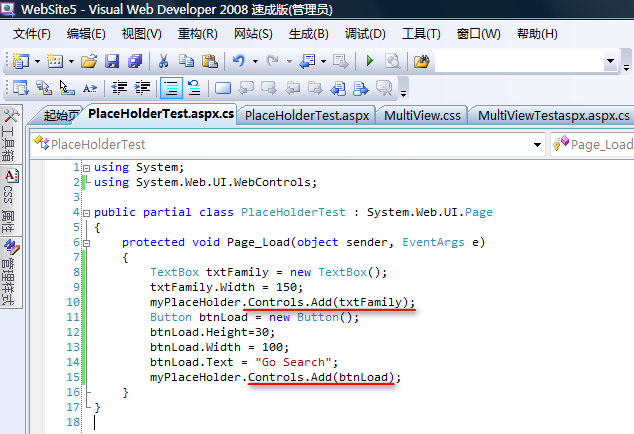 WebSite5 - Visual Web Developer 2008 速成版(管理员)
文件(F) 编辑(E) 视图(V) 重构(R) 网站(S) 生成(B) 调试(D) 工具(T) 窗口(W) 帮助(H)
起始页 PlaceHolderTest.aspx.cs PlaceHolderTest.aspx MultiView.css MultiViewTestaspx.aspx.cs
PlaceHolderTest Page_Load(
工具箱
CSS 属性
管理样式
1 using System;
2 using System.Web.UI.WebControls;
3
4 public partial class PlaceHolderTest : System.Web.UI.Page
5 {
6 protected void Page_Load(object sender, EventArgs e)
7 {
8 TextBox txtFamily = new TextBox();
9 txtFamily.Width = 150;
10 myPlaceHolder.Controls.Add(txtFamily);
11 Button btnLoad = new Button();
12 btnLoad.Height=30;
13 btnLoad.Width = 100;
14 btnLoad.Text = "Go Search";
15 myPlaceHolder.Controls.Add(btnLoad);
16 }
17 }
18